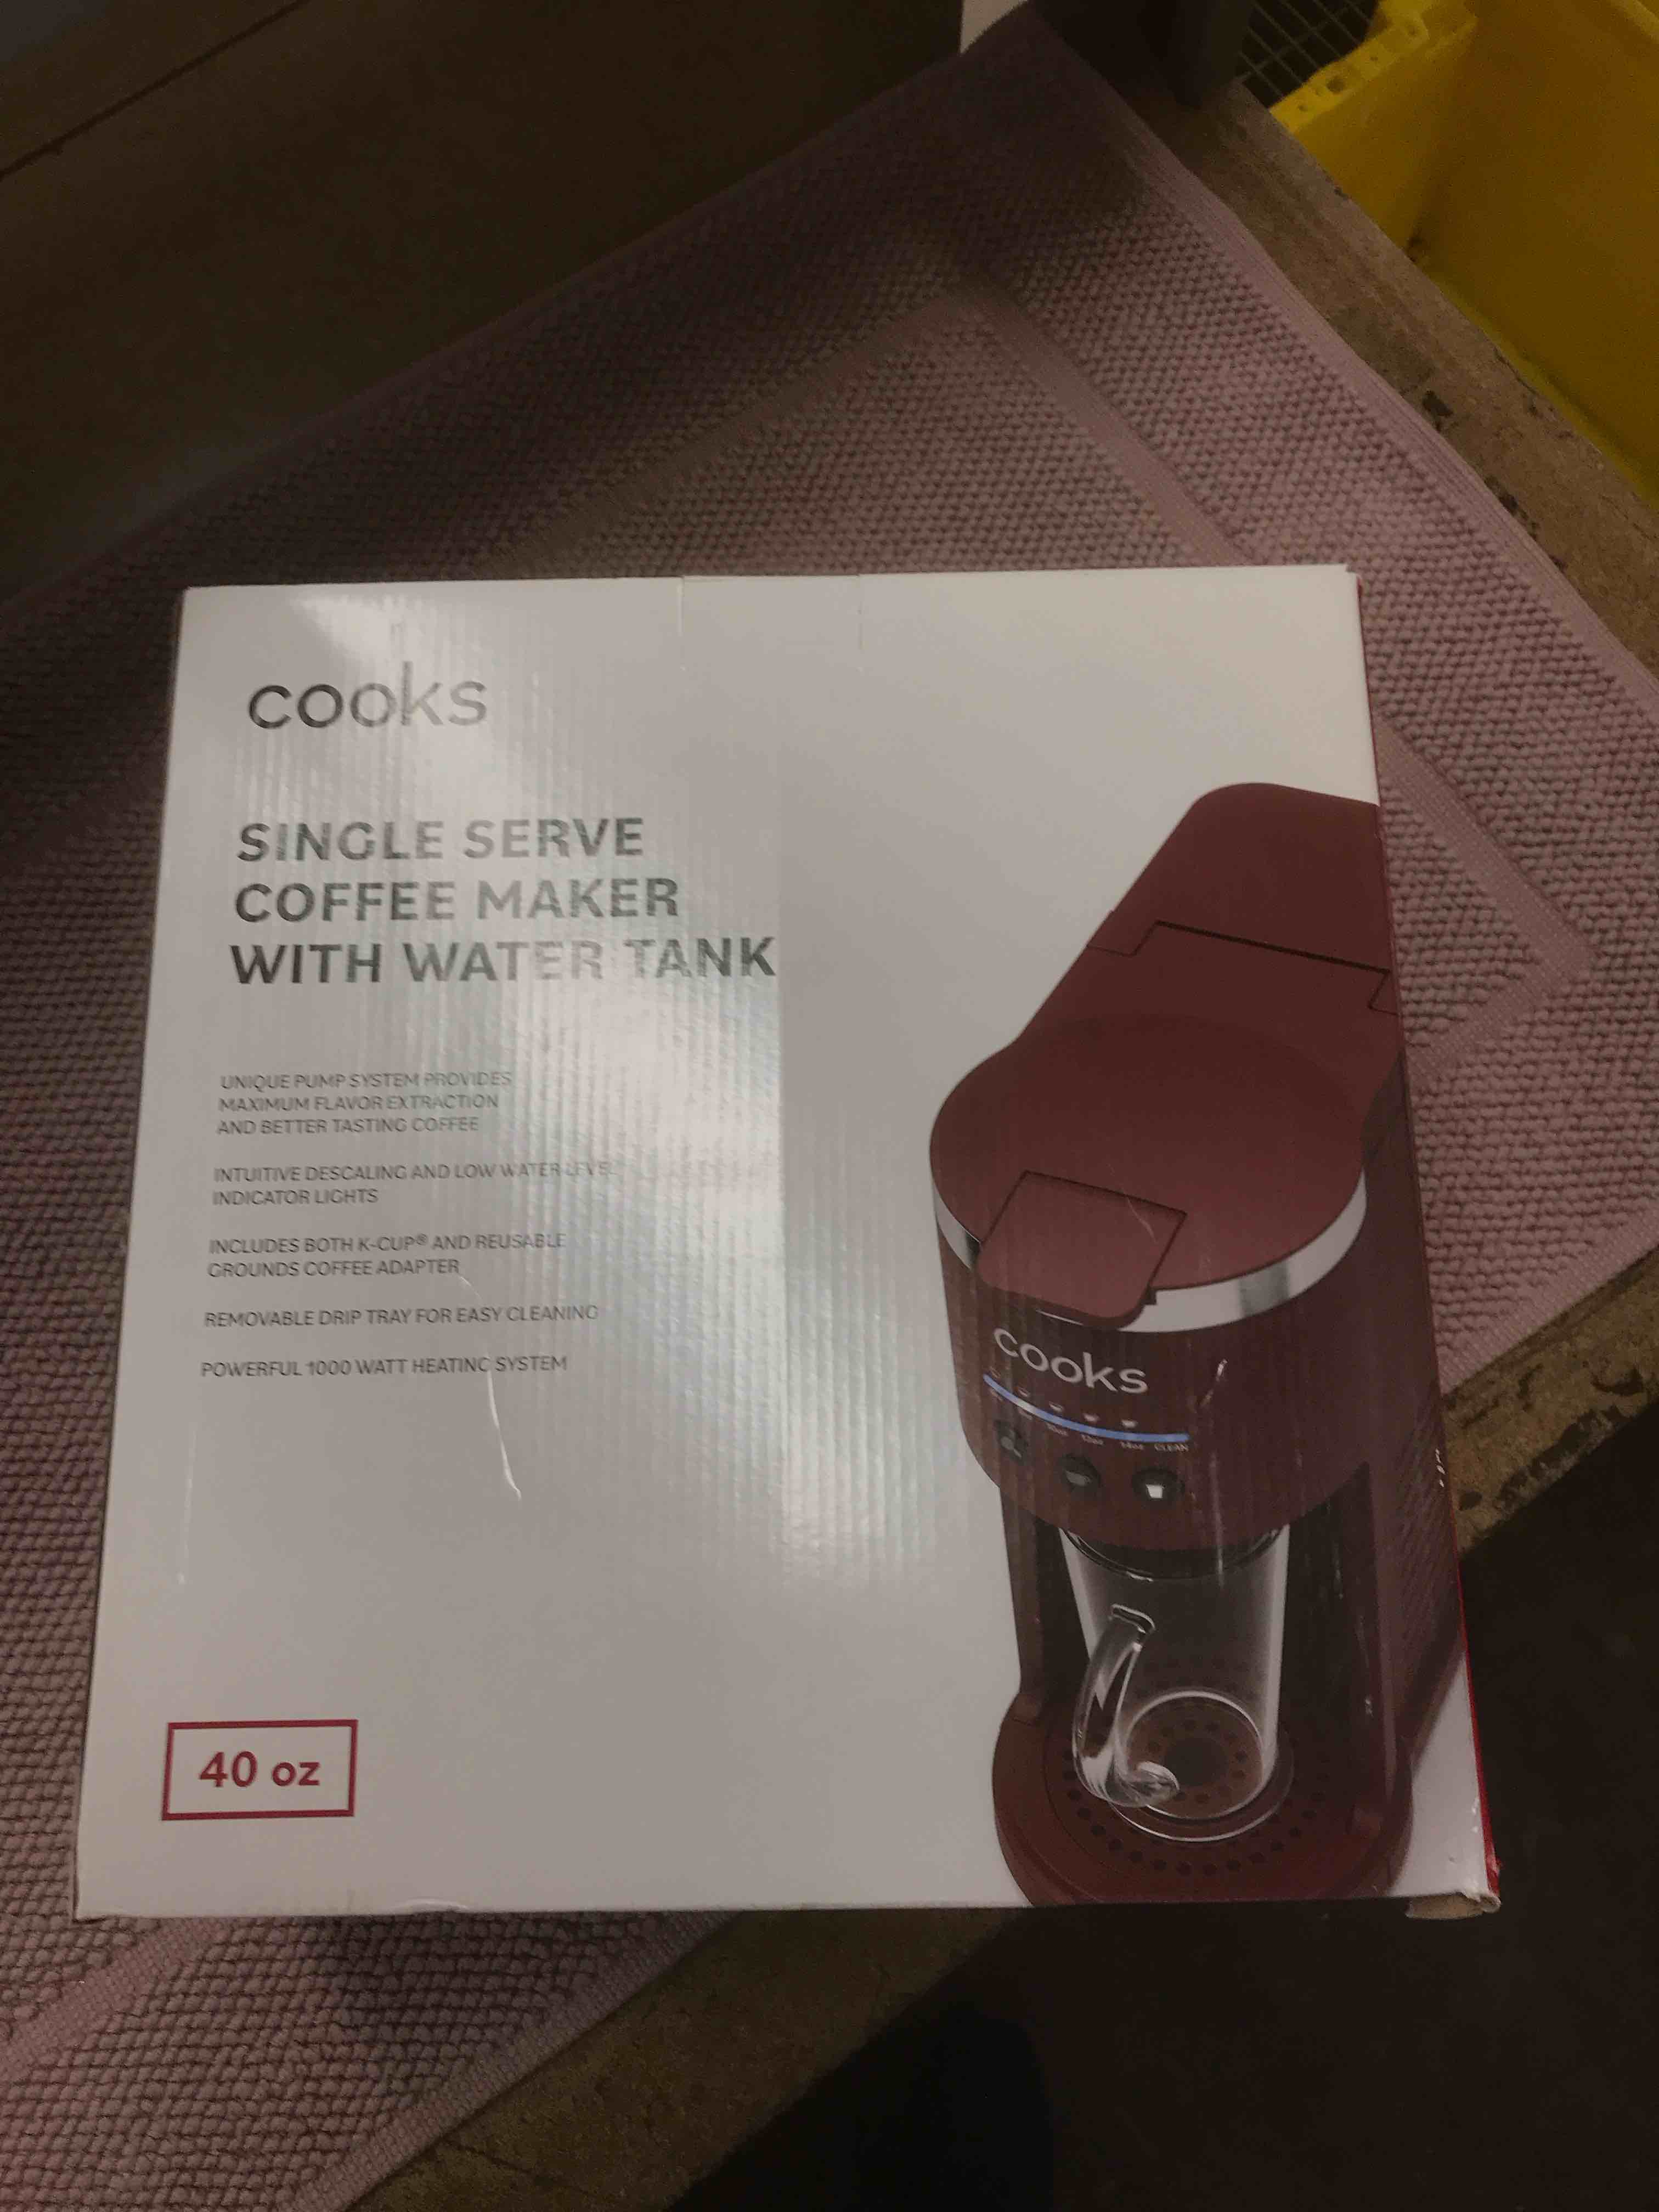 cooks
SINGLE SERVE
COFFEE MAKER
WITH WATER TANK
UNIQUE PUMP SYSTEM PROVIDES
MAXIMUM FLAVOR EXTRACTION
AND BETTER TASTING COFFEE
INTUITIVE DESCALING AND LOW WATER LEVEL
INDICATOR LIGHTS
INCLUDES BOTH K-CUP® AND REUSABLE
GROUNDS COFFEE ADAPTER
REMOVABLE DRIP TRAY FOR EASY CLEANING
POWERFUL 1000 WATT HEATING SYSTEM
40 oz
cooks
CLEAN